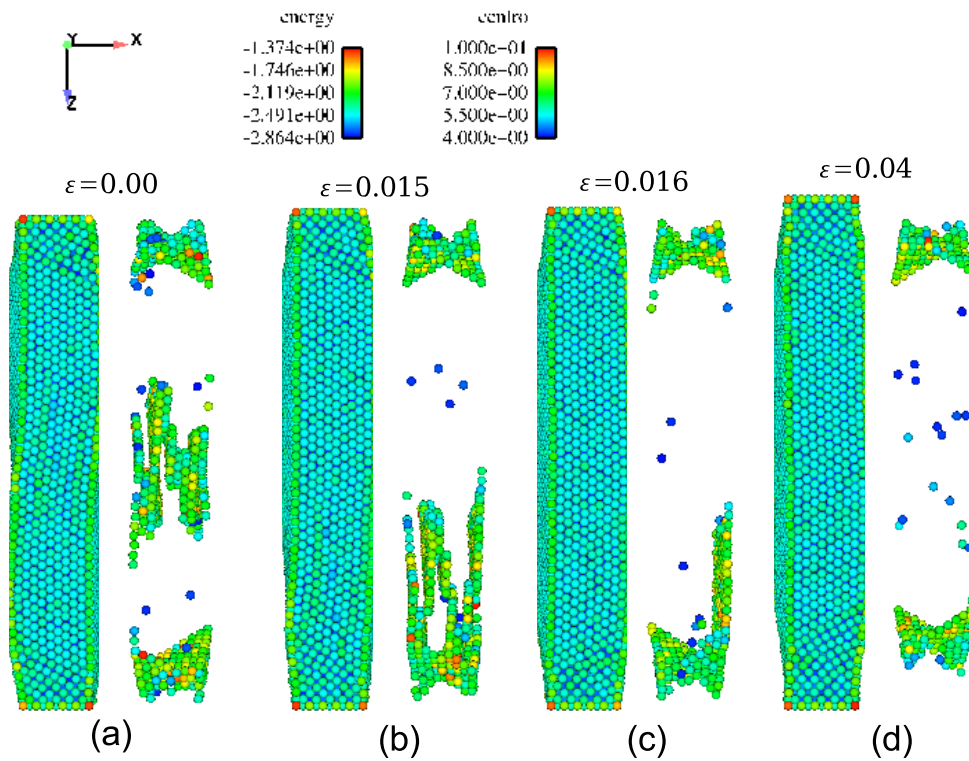 energy
centro
Y
X
Z
-1.374e+00
-1.746e+00
-2.119e+00
-2.491e+00
-2.864e+00
1.000e-01
8.500e-00
7.000e-00
5.500e-00
4.000e-00
ε=0.00
ε=0.015
ε=0.016
ε=0.04
(a)
(b)
(c)
(d)